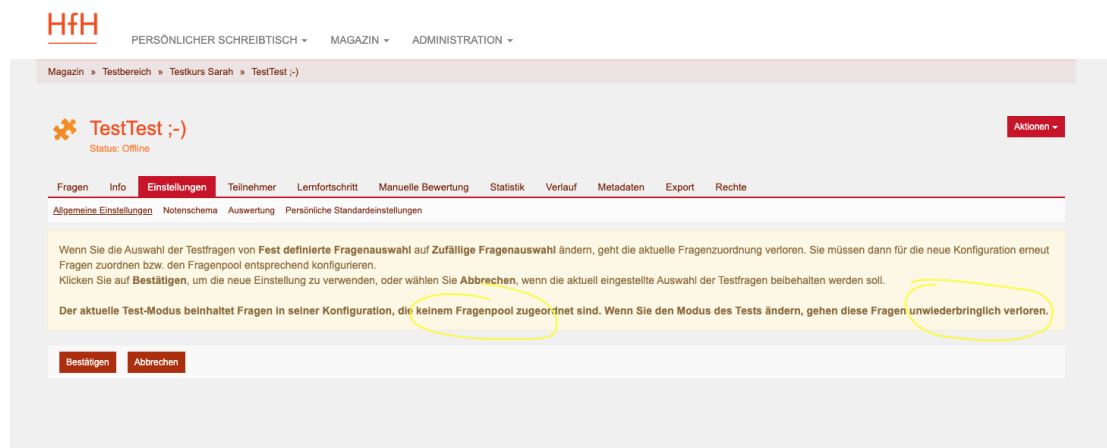 HfH
PERSÖNLICHER SCHREIBTISCH MAGAZIN ADMINISTRATION
Magazin » Testbereich » Testkurs Sarah » TestTest ;-)
TestTest ;-)
Aktionen
Status: Offline
Fragen Info Einstellungen Teilnehmer Lernfortschritt Manuelle Bewertung Statistik Verlauf Metadaten Export Rechte
Allgemeine Einstellungen Notenschema Auswertung Persönliche Standardeinstellungen
Wenn Sie die Auswahl der Testfragen von Fest definierte Fragenauswahl auf Zufällige Fragenauswahl ändern, geht die aktuelle Fragenzuordnung verloren. Sie müssen dann für die neue Konfiguration erneut
Fragen zuordnen bzw. den Fragenpool entsprechend konfigurieren.
Klicken Sie auf Bestätigen, um die neue Einstellung zu verwenden, oder wählen Sie Abbrechen, wenn die aktuell eingestellte Auswahl der Testfragen beibehalten werden soll.
Der aktuelle Test-Modus beinhaltet Fragen in seiner Konfiguration, die keinem Fragenpool zugeordnet sind. Wenn Sie den Modus des Tests ändern, gehen diese Fragen unwiederbringlich verloren.
Bestätigen Abbrechen